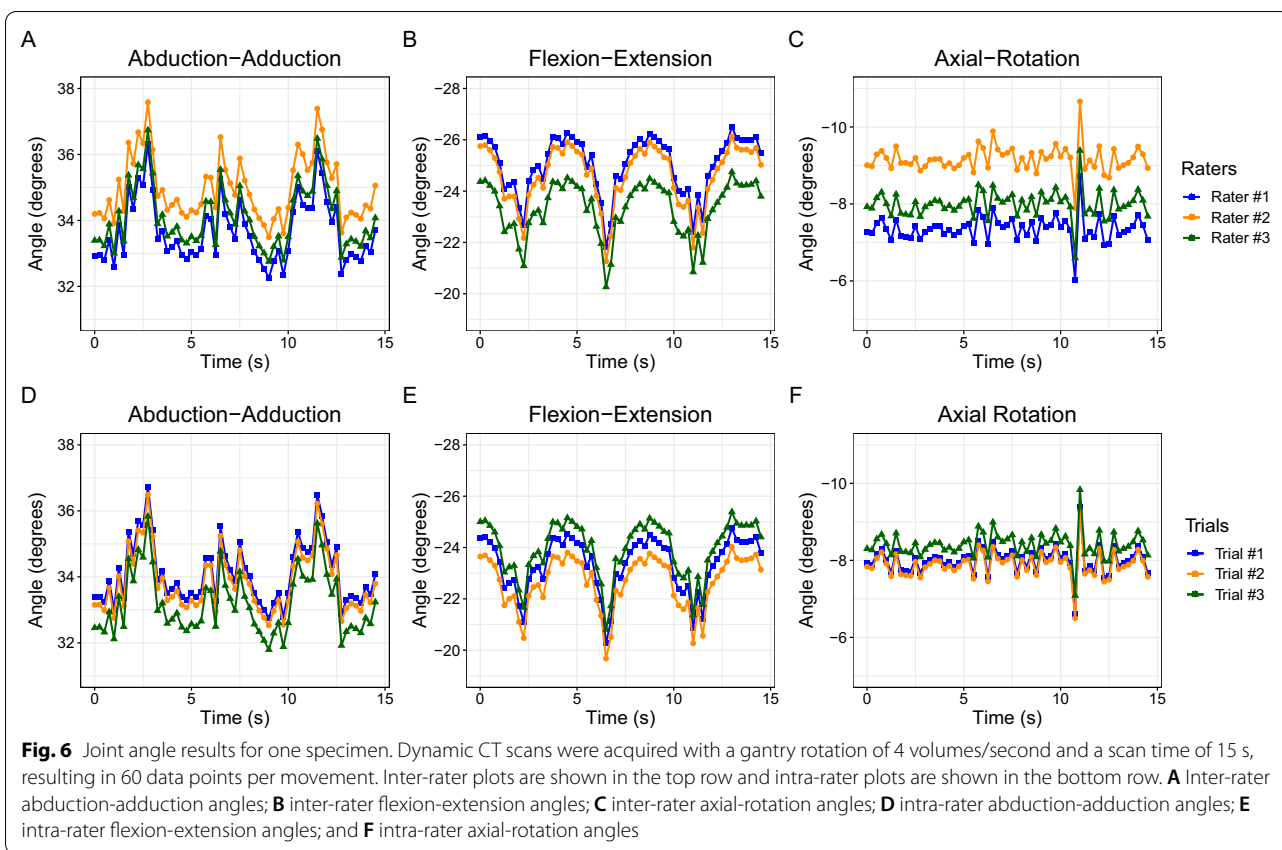 A
Abduction−Adduction
Angle (degrees)
38
36
34
32
0
5
10
15
Time (s)
B
Flexion−Extension
Angle (degrees)
−28
−26
−24
−22
−20
0
5
10
15
Time (s)
C
Axial−Rotation
Angle (degrees)
−10
−8
−6
0
5
10
15
Time (s)
Raters
Rater #1
Rater #2
Rater #3
D
Abduction−Adduction
Angle (degrees)
38
36
34
32
0
5
10
15
Time (s)
E
Flexion−Extension
Angle (degrees)
−28
−26
−24
−22
−20
0
5
10
15
Time (s)
F
Axial Rotation
Angle (degrees)
−10
−8
−6
0
5
10
15
Time (s)
Trials
Trial #1
Trial #2
Trial #3
Fig. 6 Joint angle results for one specimen. Dynamic CT scans were acquired with a gantry rotation of 4 volumes/second and a scan time of 15 s,
resulting in 60 data points per movement. Inter-rater plots are shown in the top row and intra-rater plots are shown in the bottom row. A Inter-rater
abduction-adduction angles; B inter-rater flexion-extension angles; C inter-rater axial-rotation angles; D intra-rater abduction-adduction angles; E
intra-rater flexion-extension angles; and F intra-rater axial-rotation angles